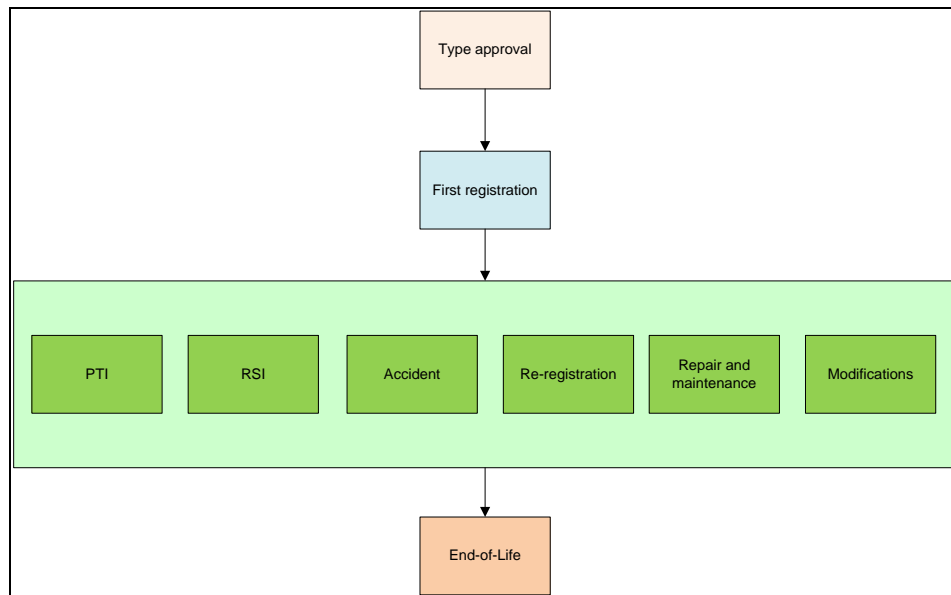 Type approval
First registration
PTI
RSI
Accident
Re-registration
Repair and
maintenance
Modifications
End-of-Life